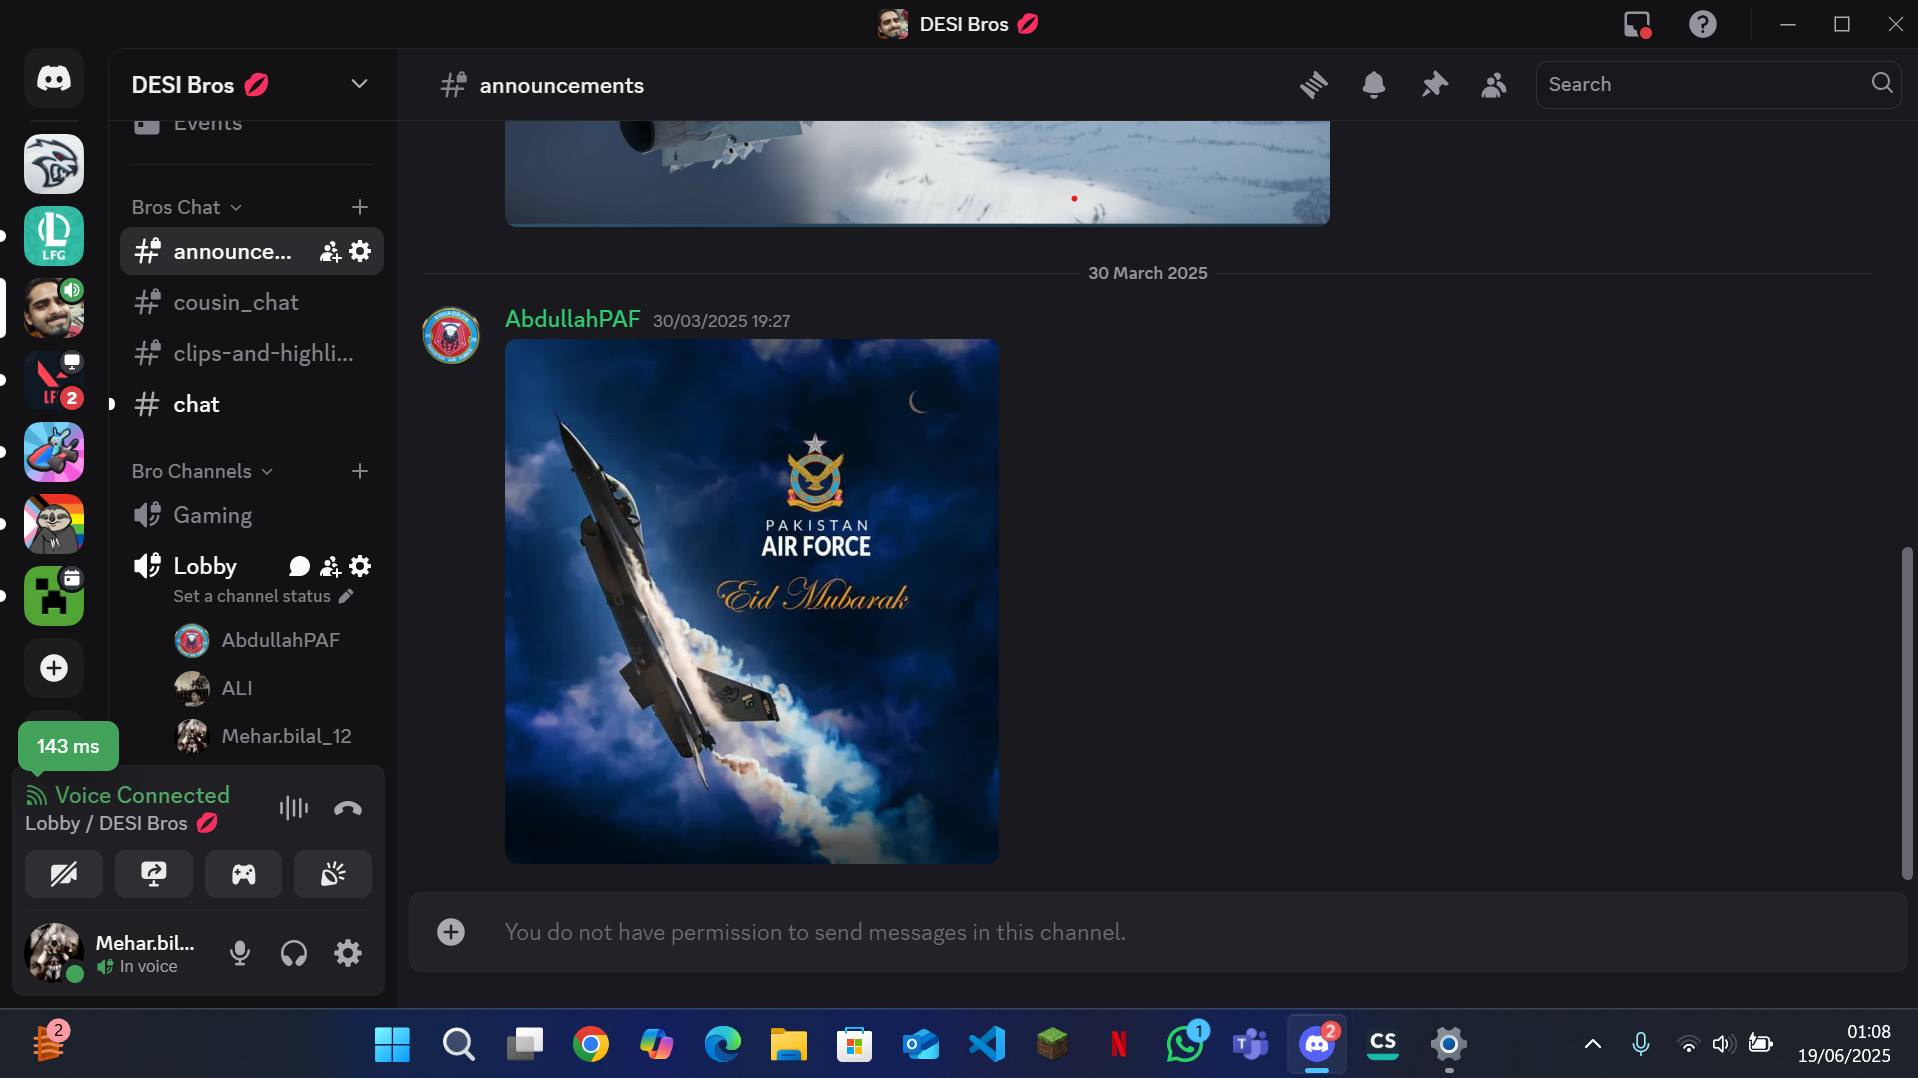 DESI Bros
DESI Bros
Events
Bros Chat
announce...
cousin_chat
clips-and-highli...
chat
Bro Channels
Gaming
Lobby
Set a channel status
AbdullahPAF
ALI
Mehar.bilal_12
143 ms
Voice Connected
Lobby / DESI Bros
Mehar.bil...
In voice
LFG
2
announcements
Search
30 March 2025
AbdullahPAF 30/03/2025 19:27
PAKISTAN
AIR FORCE
Eid Mubarak
You do not have permission to send messages in this channel.
2
1
2
CS
01:08
19/06/2025